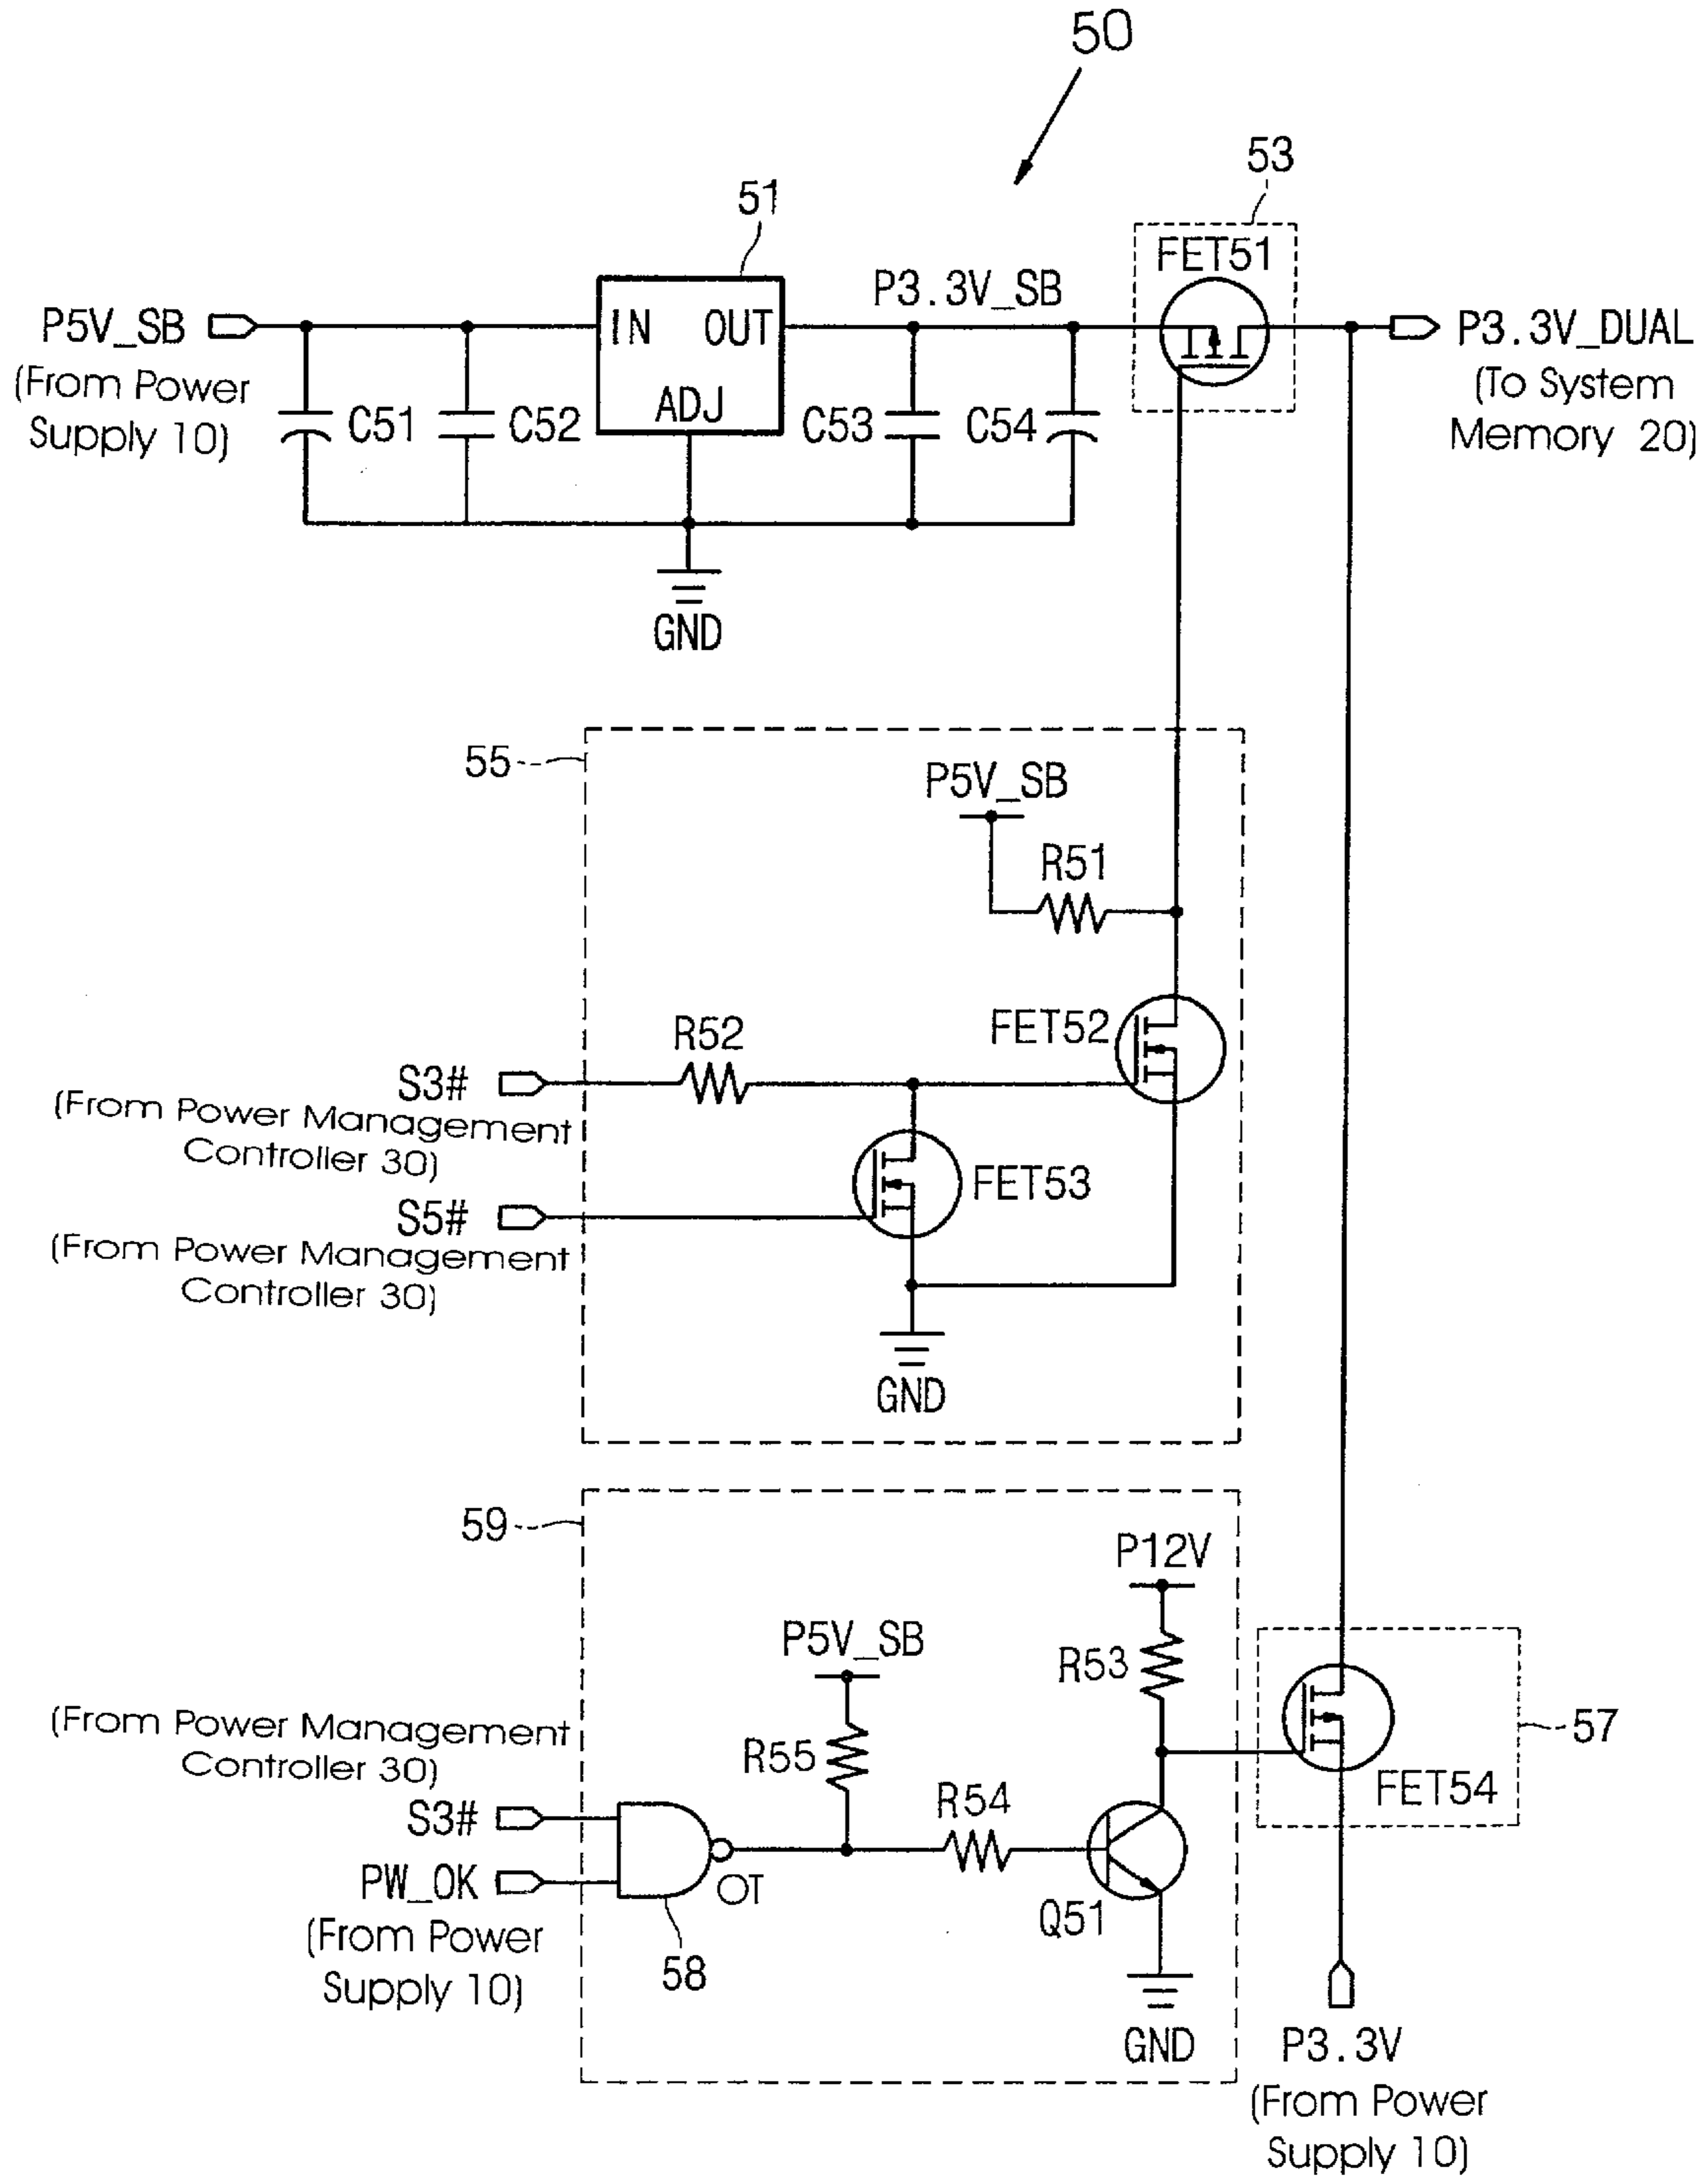 50
53
51
FET51
P3.3V_SB
P5V_SB
(From Power
Supply 10)
IN OUT
ADJ
P3.3V_DUAL
(To System
Memory 20)
C51
C52
C53
C54
GND
55
P5V_SB
R51
R52
FET52
S3#
(From Power Management
Controller 30)
FET53
S5#
(From Power Management
Controller 30)
GND
59
P12V
P5V_SB
R53
(From Power Management
Controller 30)
R55
57
FET54
S3#
R54
PW_OK
(From Power
Supply 10)
OT
58
Q51
GND
P3.3V
(From Power
Supply 10)